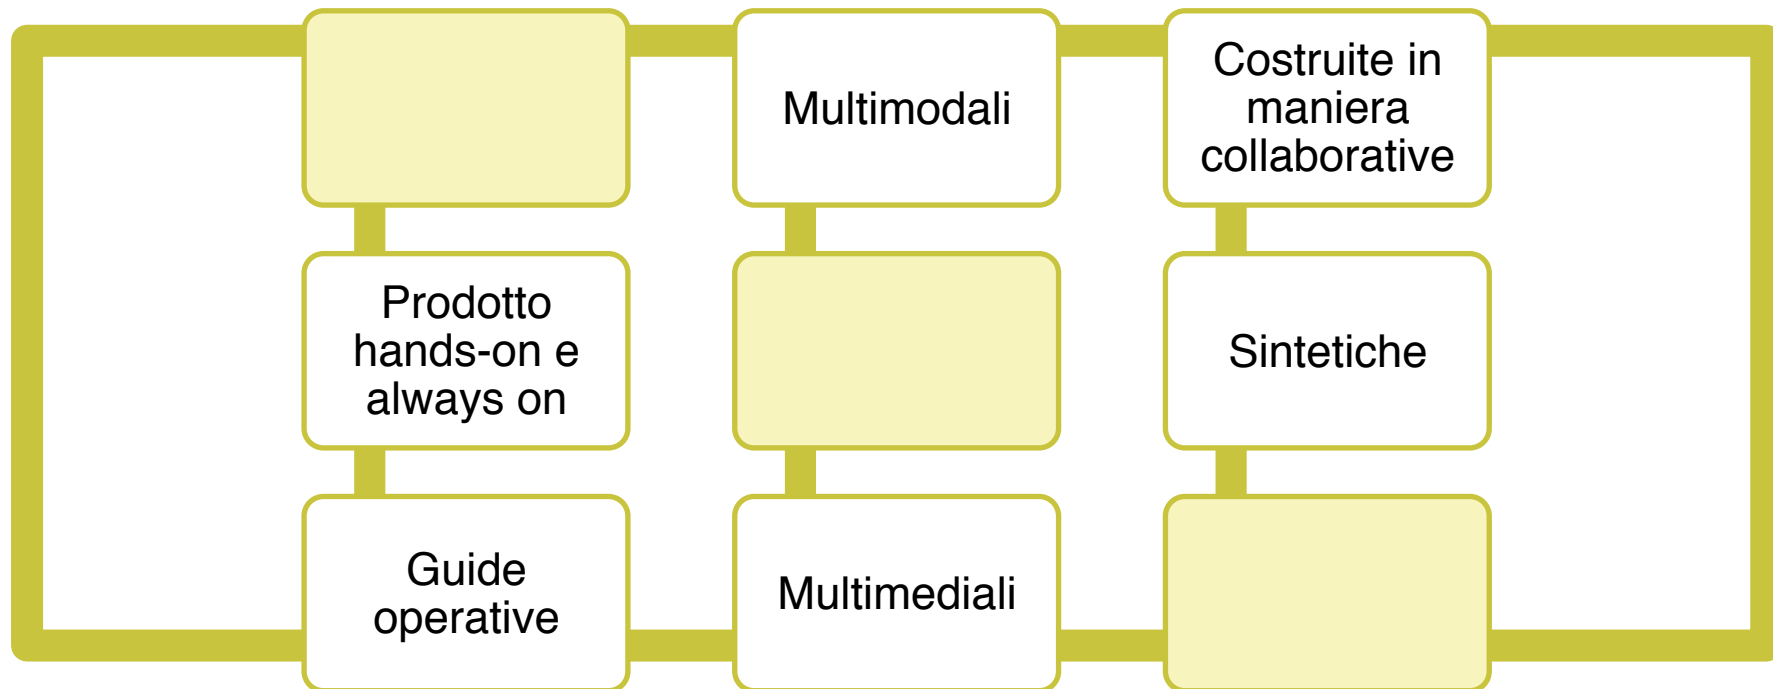 Multimodali
Costruite in
maniera
collaborative
Prodotto
hands-on e
always on
Sintetiche
Guide
operative
Multimediali